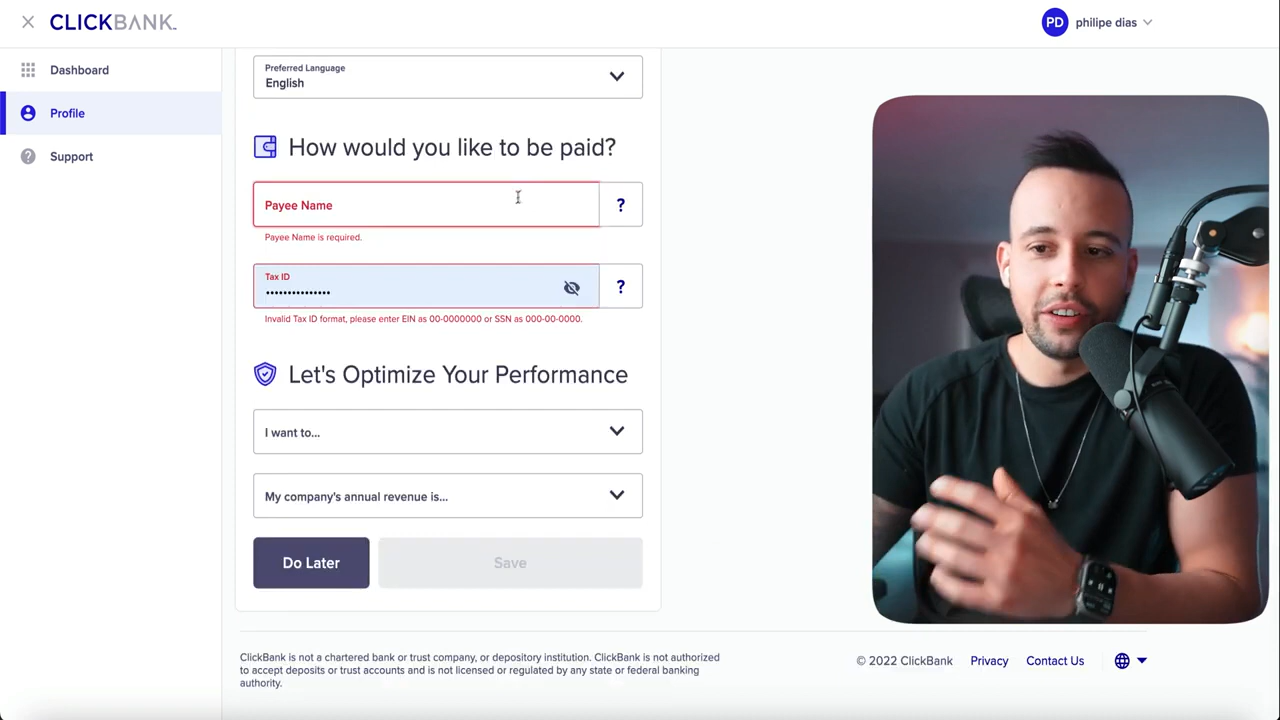 CLICKBANK
PD philipe dias
Dashboard
Profile
Support
Preferred Language
English
How would you like to be paid?
Payee Name
?
Payee Name is required.
Tax ID
•••••••••••••••
?
Invalid Tax ID format, please enter EIN as 00-0000000 or SSN as 000-00-0000.
Let's Optimize Your Performance
I want to...
My company's annual revenue is...
Do Later
Save
ClickBank is not a chartered bank or trust company, or depository institution. ClickBank is not authorized
to accept deposits or trust accounts and is not licensed or regulated by any state or federal banking
authority.
© 2022 ClickBank
Privacy
Contact Us